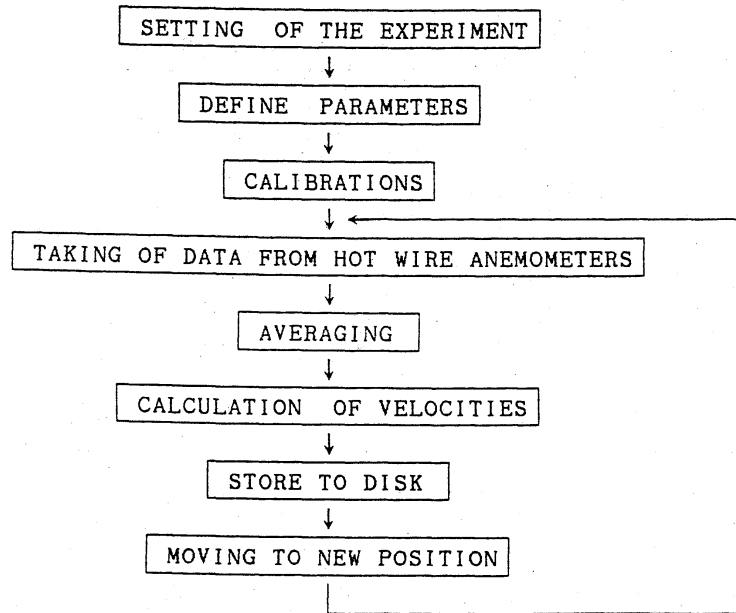 SETTING OF THE EXPERIMENT
DEFINE PARAMETERS
CALIBRATIONS
TAKING OF DATA FROM HOT WIRE ANEMOMETERS
AVERAGING
CALCULATION OF VELOCITIES
STORE TO DISK
MOVING TO NEW POSITION